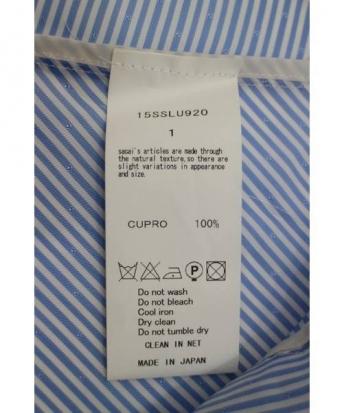 15SSLU920
1
sacai's articles are made through
the natural texture,so there are
slight variations in appearance
and size.
CUPRO 100%
P
Do not wash
Do not bleach
Cool iron
Dry clean
Do not tumble dry
CLEAN IN NET
MADE IN JAPAN